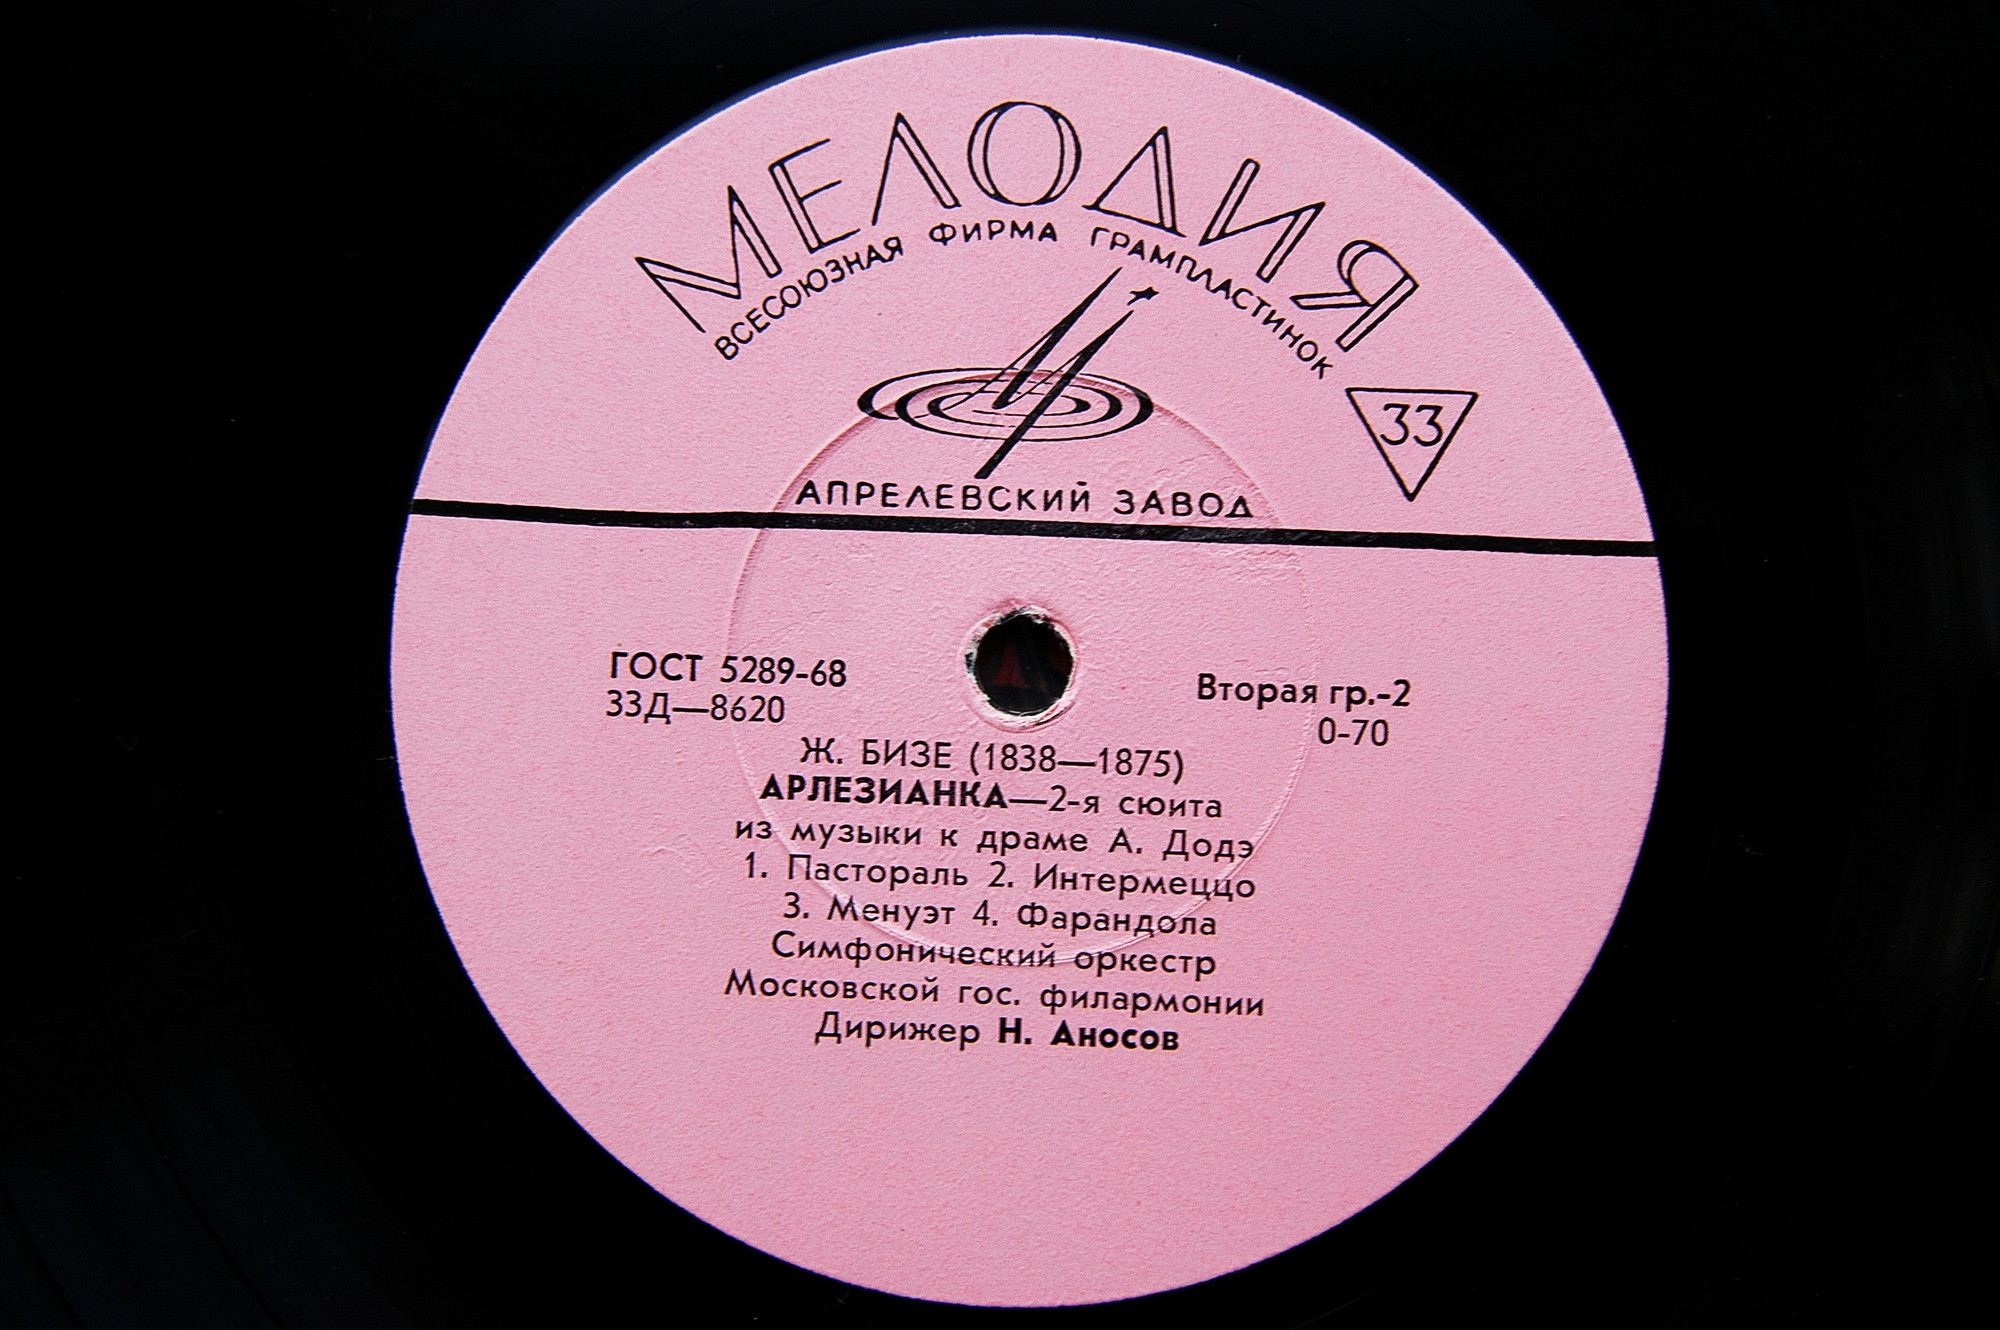 МЕЛОДИЯ
ВСЕСОЮЗНАЯ ФИРМА ГРАМПЛАСТИНОК
33
АПРЕЛЕВСКИЙ ЗАВОД
ГОСТ 5289-68
33Д—8620
Вторая гр.-2
0-70
Ж. БИЗЕ (1838—1875)
АРЛЕЗИАНКА—2-я сюита
из музыки к драме А. Додэ
1. Пастораль 2. Интермеццо
3. Менуэт 4. Фарандола
Симфонический оркестр
Московской гос. филармонии
Дирижер Н. Аносов